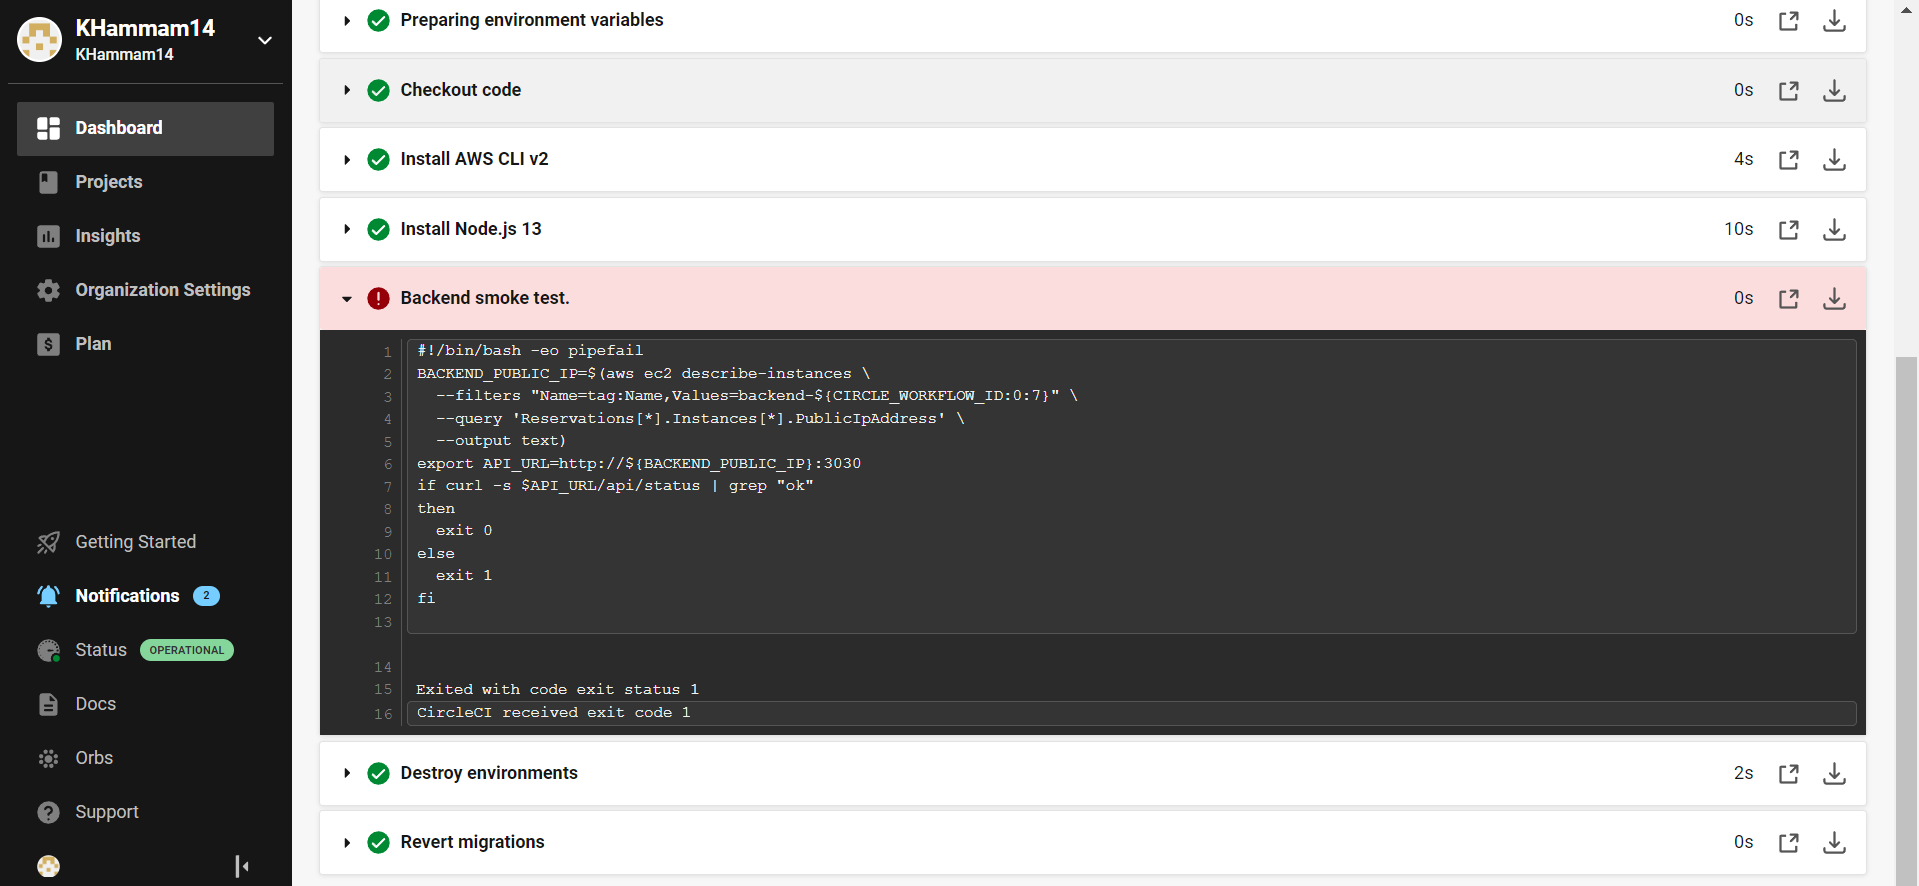 KHammam14
KHammam14
Dashboard
Projects
Insights
Organization Settings
Plan
Getting Started
Notifications 2
Status OPERATIONAL
Docs
Orbs
Support
Preparing environment variables 0s
Checkout code 0s
Install AWS CLI v2 4s
Install Node.js 13 10s
Backend smoke test. 0s
1 #!/bin/bash -eo pipefail
2 BACKEND_PUBLIC_IP=$(aws ec2 describe-instances \
3 --filters "Name=tag:Name,Values=backend-${CIRCLE_WORKFLOW_ID:0:7}" \
4 --query 'Reservations[*].Instances[*].PublicIpAddress' \
5 --output text)
6 export API_URL=http://${BACKEND_PUBLIC_IP}:3030
7 if curl -s $API_URL/api/status | grep "ok"
8 then
9 exit 0
10 else
11 exit 1
12 fi
13
14
15 Exited with code exit status 1
16 CircleCI received exit code 1
Destroy environments 2s
Revert migrations 0s